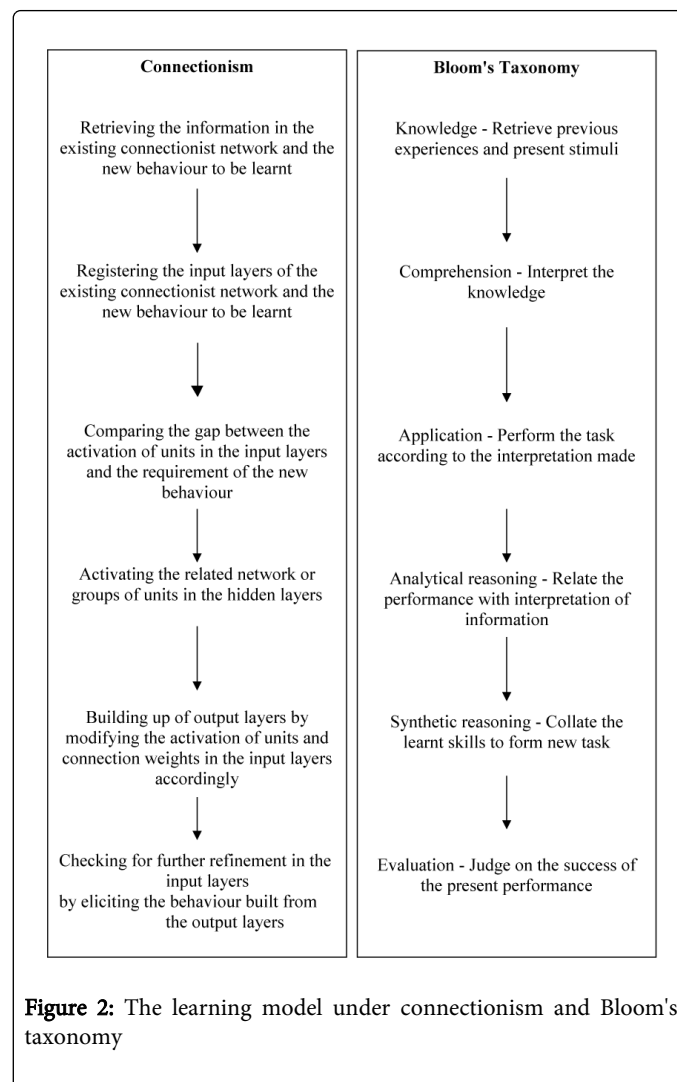 Connectionism
Retrieving the information in the
existing connectionist network and the
new behaviour to be learnt
Registering the input layers of the
existing connectionist network and the
new behaviour to be learnt
Comparing the gap between the
activation of units in the input layers
and the requirement of the new
behaviour
Activating the related network or
groups of units in the hidden layers
Building up of output layers by
modifying the activation of units and
connection weights in the input layers
accordingly
Checking for further refinement in the
input layers
by eliciting the behaviour built from
the output layers
Bloom's Taxonomy
Knowledge - Retrieve previous
experiences and present stimuli
Comprehension - Interpret the
knowledge
Application - Perform the task
according to the interpretation made
Analytical reasoning - Relate the
performance with interpretation of
information
Synthetic reasoning - Collate the
learnt skills to form new task
Evaluation - Judge on the success of
the present performance
Figure 2: The learning model under connectionism and Bloom's
taxonomy